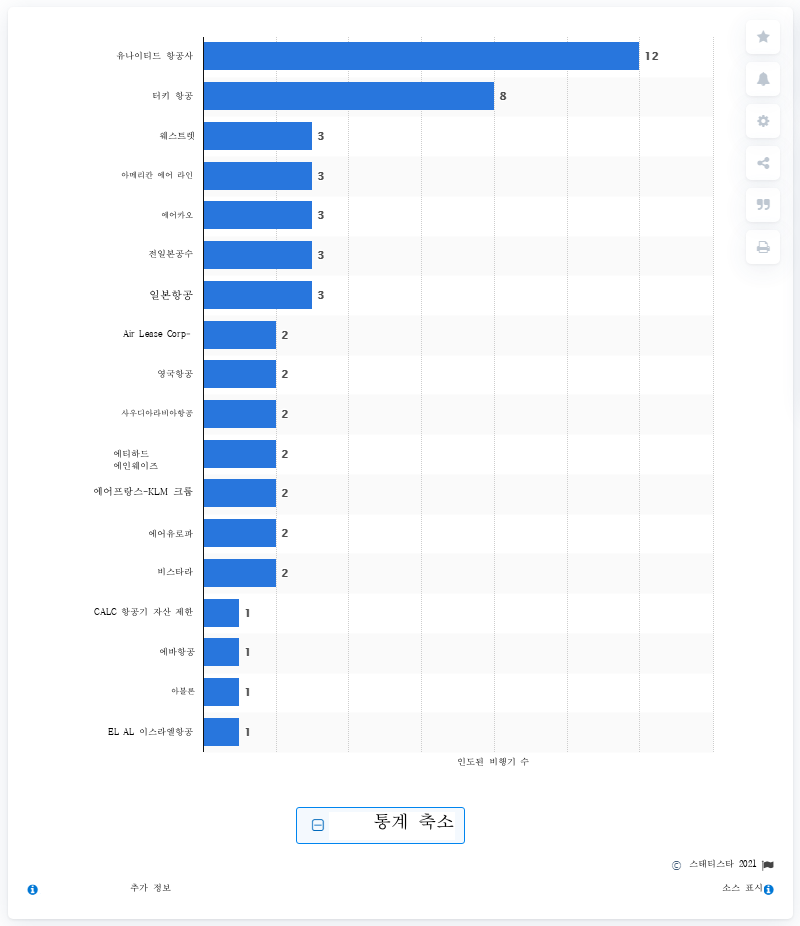 유나이티드 항공사
12
터키 항공
8
웨스트젯
3
아메리칸 에어 라인
3
에어카오
3
전일본공수
3
일본항공
3
Air Lease Corp-
2
영국항공
2
사우디아라비아항공
2
에티하드
에인웨이즈
2
에어프랑스-KLM 크룹
2
에어유로파
2
비스타라
2
CALC 항공기 자산 제한
1
에바항공
1
아볼론
1
EL AL 이스라엘항공
1
인도된 비행기 수
통계 축소
© 스태티스타 2021
추가 정보
소스 표시